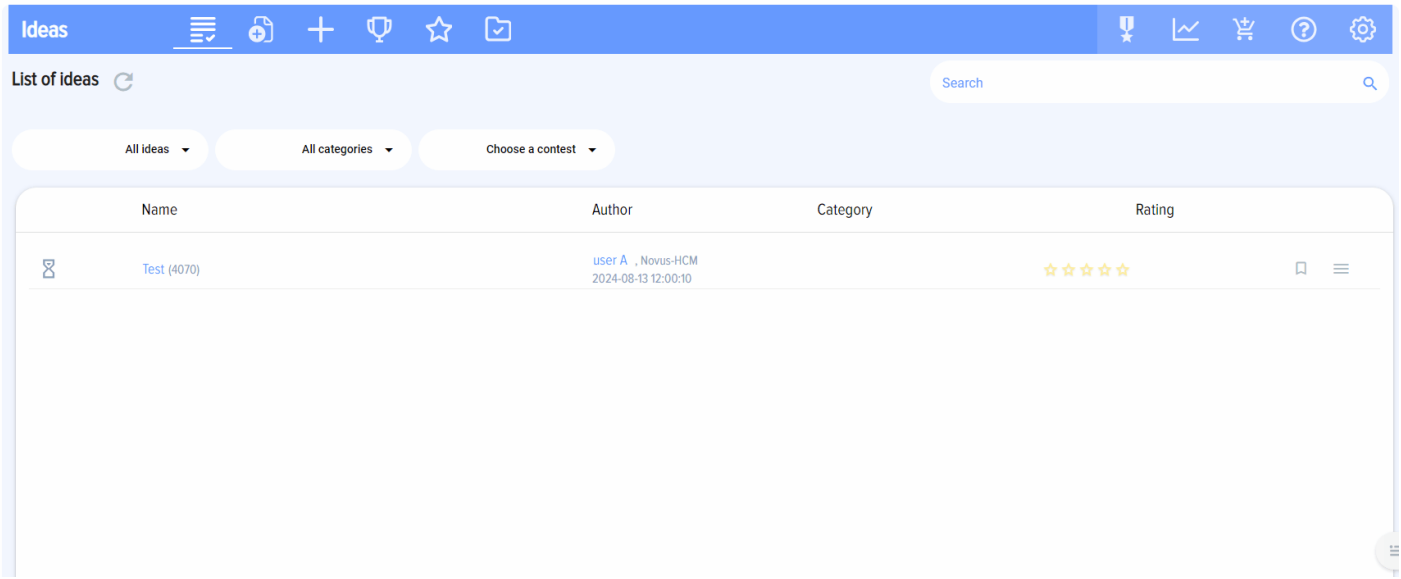 Ideas
List of ideas
Search
All ideas
All categories
Choose a contest
Name Author Category Rating
Test (4070)
user A , Novus-HCM
2024-08-13 12:00:10